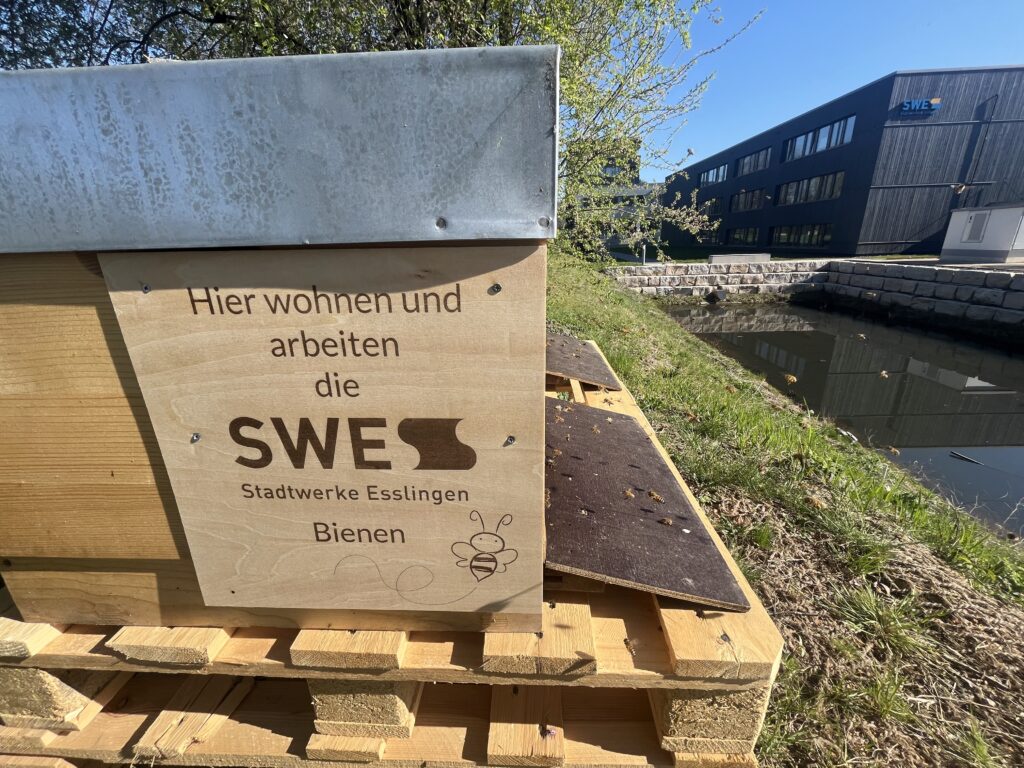 Hier wohnen und
arbeiten
die
SWE
Stadtwerke Esslingen
Bienen
SWE